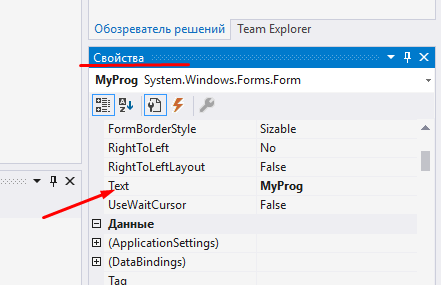 Обозреватель решений Team Explorer
Свойства
MyProg System.Windows.Forms.Form
FormBorderStyle Sizable
RightToLeft No
RightToLeftLayout False
Text MyProg
UseWaitCursor False
Данные
(ApplicationSettings)
(DataBindings)
Tag